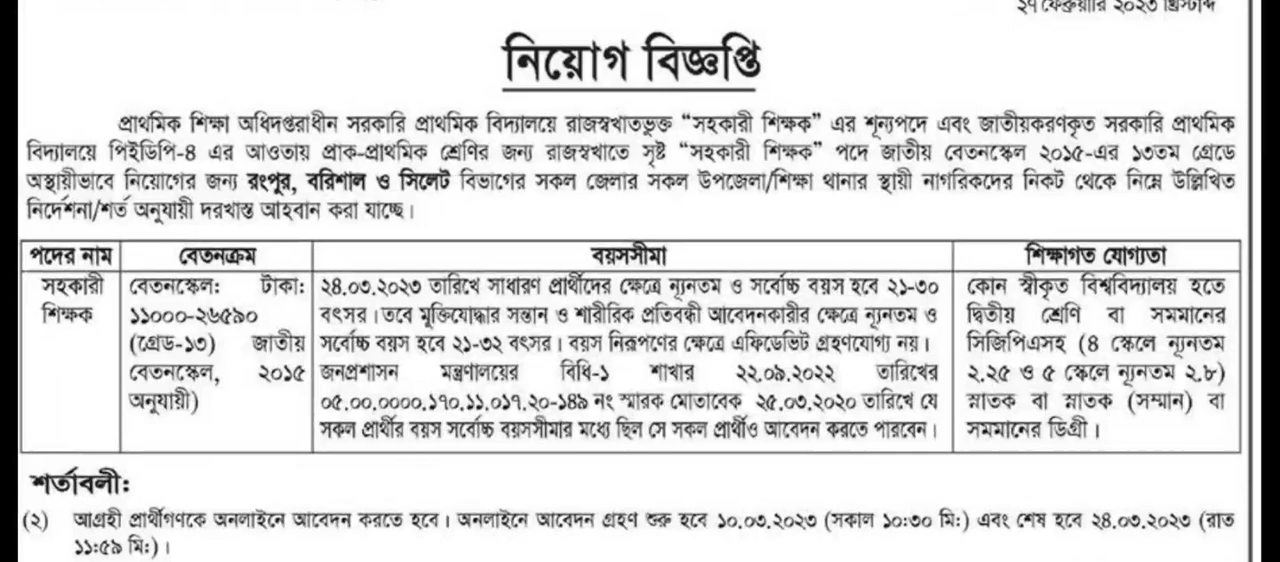 ২৭ ফেব্রুয়ারি ২০২৩ খ্রিস্টাব্দ
নিয়োগ বিজ্ঞপ্তি
প্রাথমিক শিক্ষা অধিদপ্তরাধীন সরকারি প্রাথমিক বিদ্যালয়ে রাজস্বখাতভুক্ত “সহকারী শিক্ষক” এর শূন্যপদে এবং জাতীয়করণকৃত সরকারি প্রাথমিক
বিদ্যালয়ে পিইডিপি-৪ এর আওতায় প্রাক-প্রাথমিক শ্রেণির জন্য রাজস্বখাতে সৃষ্ট “সহকারী শিক্ষক” পদে জাতীয় বেতনস্কেল ২০১৫-এর ১৩তম গ্রেডে
অস্থায়ীভাবে নিয়োগের জন্য রংপুর, বরিশাল ও সিলেট বিভাগের সকল জেলার সকল উপজেলা/শিক্ষা থানার স্থায়ী নাগরিকদের নিকট থেকে নিম্নে উল্লিখিত
নির্দেশনা/শর্ত অনুযায়ী দরখাস্ত আহবান করা যাচ্ছে।
পদের নাম
বেতনক্রম
বয়সসীমা
শিক্ষাগত যোগ্যতা
সহকারী
শিক্ষক
বেতনস্কেল: টাকা:
১১০০০-২৬৫৯০
(গ্রেড-১৩) জাতীয়
বেতনস্কেল, ২০১৫
অনুযায়ী)
২৪.০৩.২০২৩ তারিখে সাধারণ প্রার্থীদের ক্ষেত্রে ন্যূনতম ও সর্বোচ্চ বয়স হবে ২১-৩০
বৎসর। তবে মুক্তিযোদ্ধার সন্তান ও শারীরিক প্রতিবন্ধী আবেদনকারীর ক্ষেত্রে ন্যূনতম ও
সর্বোচ্চ বয়স হবে ২১-৩২ বৎসর। বয়স নিরূপণের ক্ষেত্রে এফিডেভিট গ্রহণযোগ্য নয়।
জনপ্রশাসন মন্ত্রণালয়ের বিধি-১ শাখার ২২.০৯.২০২২ তারিখের
০৫.০০.০০০০.১৭০.১১.০১৭.২০-১৪৯ নং স্মারক মোতাবেক ২৫.০৩.২০২০ তারিখে যে
সকল প্রার্থীর বয়স সর্বোচ্চ বয়সসীমার মধ্যে ছিল সে সকল প্রার্থীও আবেদন করতে পারবেন।
কোন স্বীকৃত বিশ্ববিদ্যালয় হতে
দ্বিতীয় শ্রেণি বা সমমানের
সিজিপিএসহ (৪ স্কেলে ন্যূনতম
২.২৫ ও ৫ স্কেলে ন্যূনতম ২.৮)
স্নাতক বা স্নাতক (সম্মান) বা
সমমানের ডিগ্রী।
শর্তাবলী:
(২) আগ্রহী প্রার্থীগণকে অনলাইনে আবেদন করতে হবে। অনলাইনে আবেদন গ্রহণ শুরু হবে ১০.০৩.২০২৩ (সকাল ১০:৩০ মি:) এবং শেষ হবে ২৪.০৩.২০২৩ (রাত
১১:৫৯ মি:)।